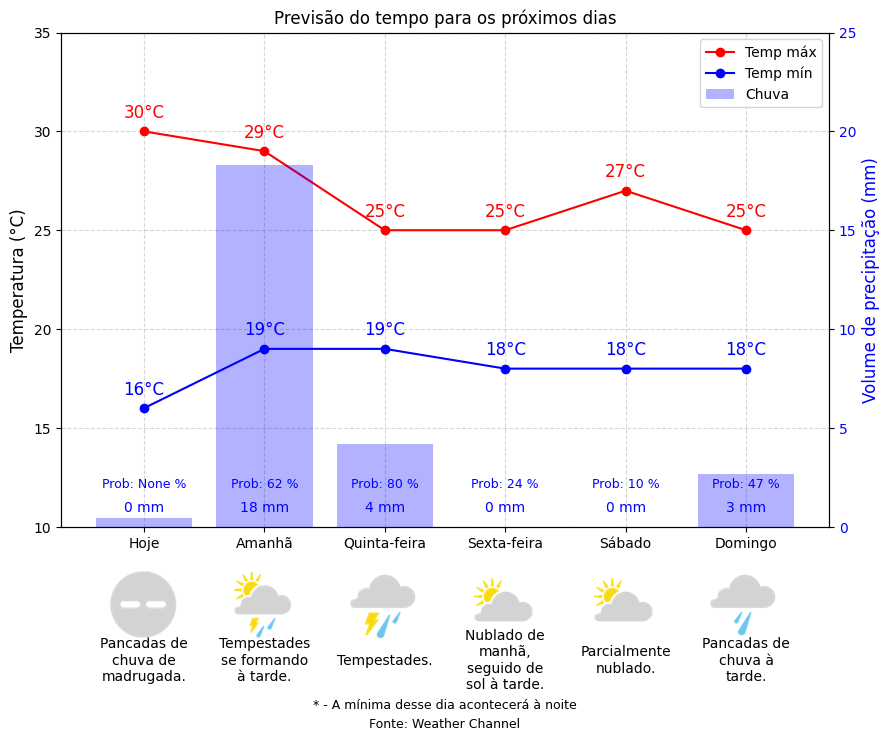 Previsão do tempo para os próximos dias
35
30
25
20
15
10
Temperatura (°C)
25
20
15
10
5
0
Volume de precipitação (mm)
Temp máx
Temp mín
Chuva
30°C
29°C
25°C
25°C
27°C
25°C
16°C
19°C
19°C
18°C
18°C
18°C
Prob: None %
Prob: 62 %
Prob: 80 %
Prob: 24 %
Prob: 10 %
Prob: 47 %
0 mm
18 mm
4 mm
0 mm
0 mm
3 mm
Hoje
Amanhã
Quinta-feira
Sexta-feira
Sábado
Domingo
Pancadas de
chuva de
madrugada.
Tempestades
se formando
à tarde.
Tempestades.
Nublado de
manhã,
seguido de
sol à tarde.
Parcialmente
nublado.
Pancadas de
chuva à
tarde.
* - A mínima desse dia acontecerá à noite
Fonte: Weather Channel